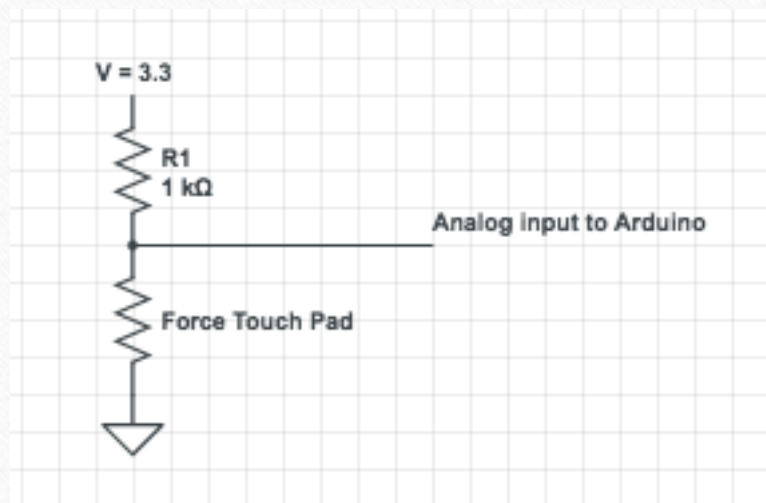 V = 3.3
R1
1 kΩ
Analog input to Arduino
Force Touch Pad